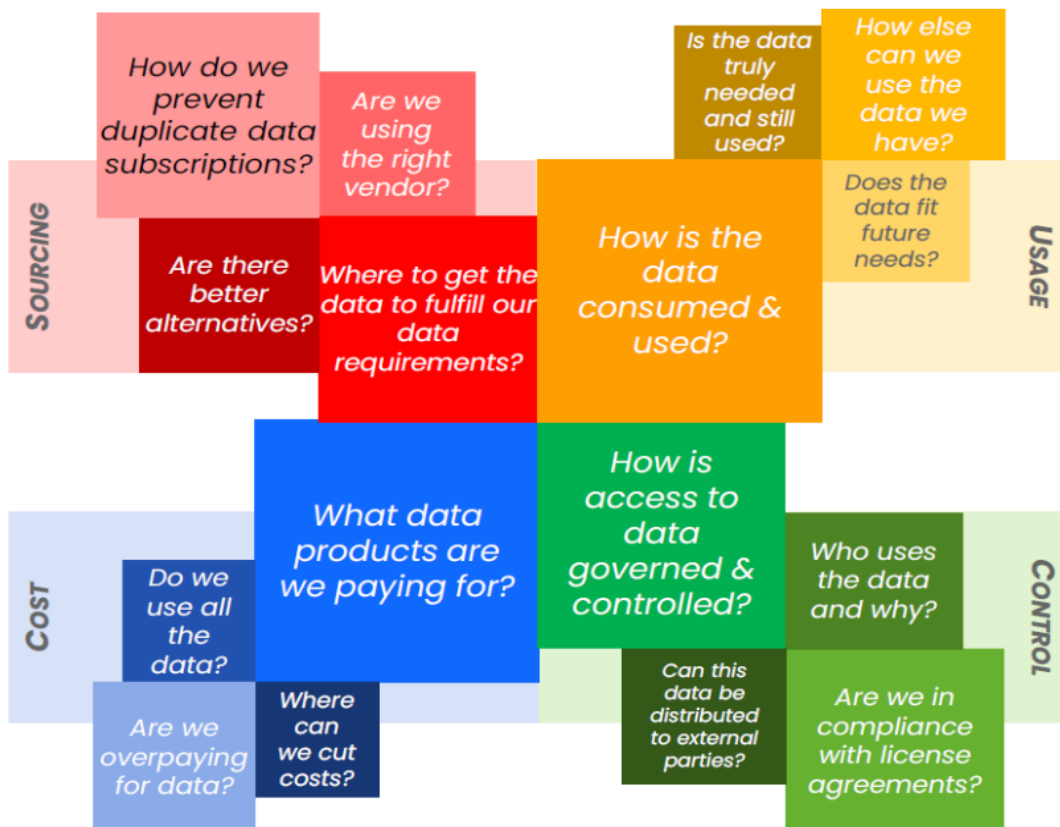 How do we
prevent
duplicate data
subscriptions?
Are we
using
the right
vendor?
SOURCING
Are there
better
alternatives?
Where to get the
data to fulfill our
data
requirements?
Is the data
truly
needed
and still
used?
How else
can we
use the
data we
have?
How is the
data
consumed &
used?
Does the
data fit
future
needs?
USAGE
COST
What data
products are
we paying for?
Do we
use all
the
data?
Are we
overpaying
for data?
Where
can
we cut
costs?
How is
access to
data
governed &
controlled?
Who uses
the data
and why?
CONTROL
Can this
data be
distributed
to external
parties?
Are we in
compliance
with license
agreements?